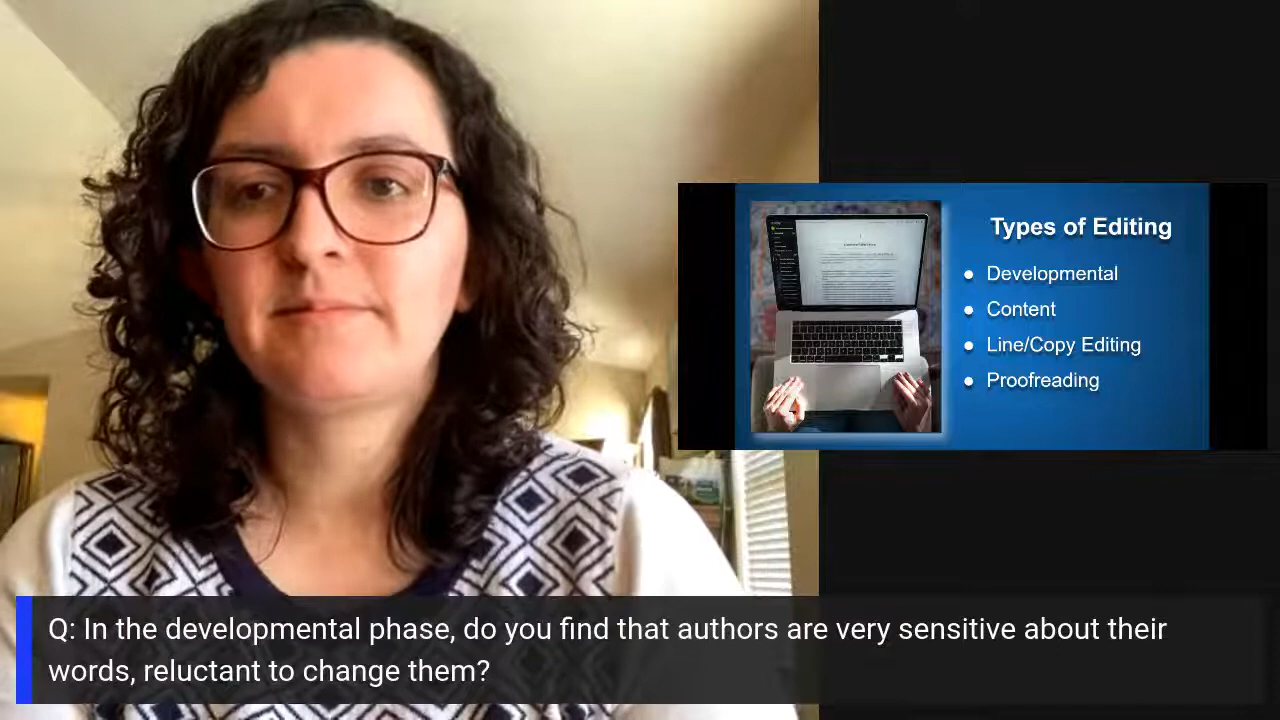 Types of Editing
● Developmental
● Content
● Line/Copy Editing
● Proofreading
Q: In the developmental phase, do you find that authors are very sensitive about their
words, reluctant to change them?